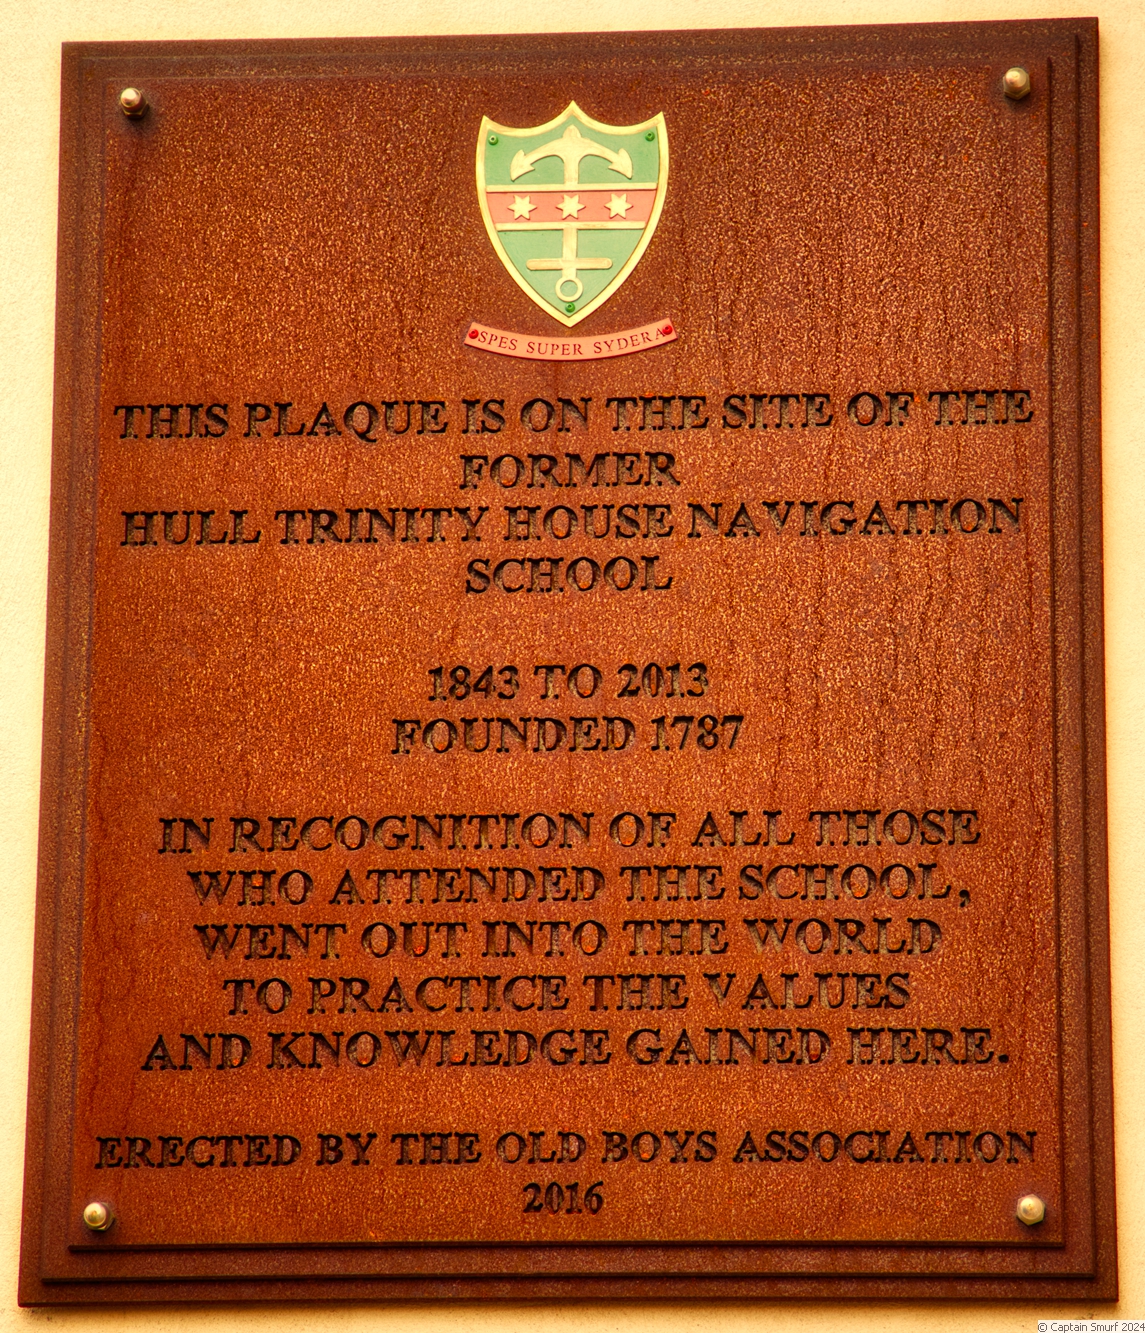 SPES SUPER SYDERA
THIS PLAQUE IS ON THE SITE OF THE
FORMER
HULL TRINITY HOUSE NAVIGATION
SCHOOL
1843 TO 2013
FOUNDED 1787
IN RECOGNITION OF ALL THOSE
WHO ATTENDED THE SCHOOL,
WENT OUT INTO THE WORLD
TO PRACTICE THE VALUES
AND KNOWLEDGE GAINED HERE.
ERECTED BY THE OLD BOYS ASSOCIATION
2016
© Captain Smurf 2024